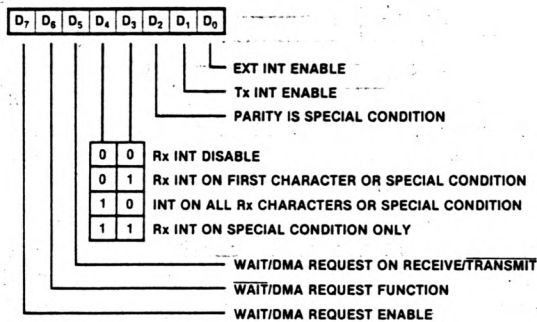 D7 D6 D5 D4 D3 D2 D1 D0
EXT INT ENABLE
Tx INT ENABLE
PARITY IS SPECIAL CONDITION
0 0 Rx INT DISABLE
0 1 Rx INT ON FIRST CHARACTER OR SPECIAL CONDITION
1 0 INT ON ALL Rx CHARACTERS OR SPECIAL CONDITION
1 1 Rx INT ON SPECIAL CONDITION ONLY
WAIT/DMA REQUEST ON RECEIVE/TRANSMIT
WAIT/DMA REQUEST FUNCTION
WAIT/DMA REQUEST ENABLE